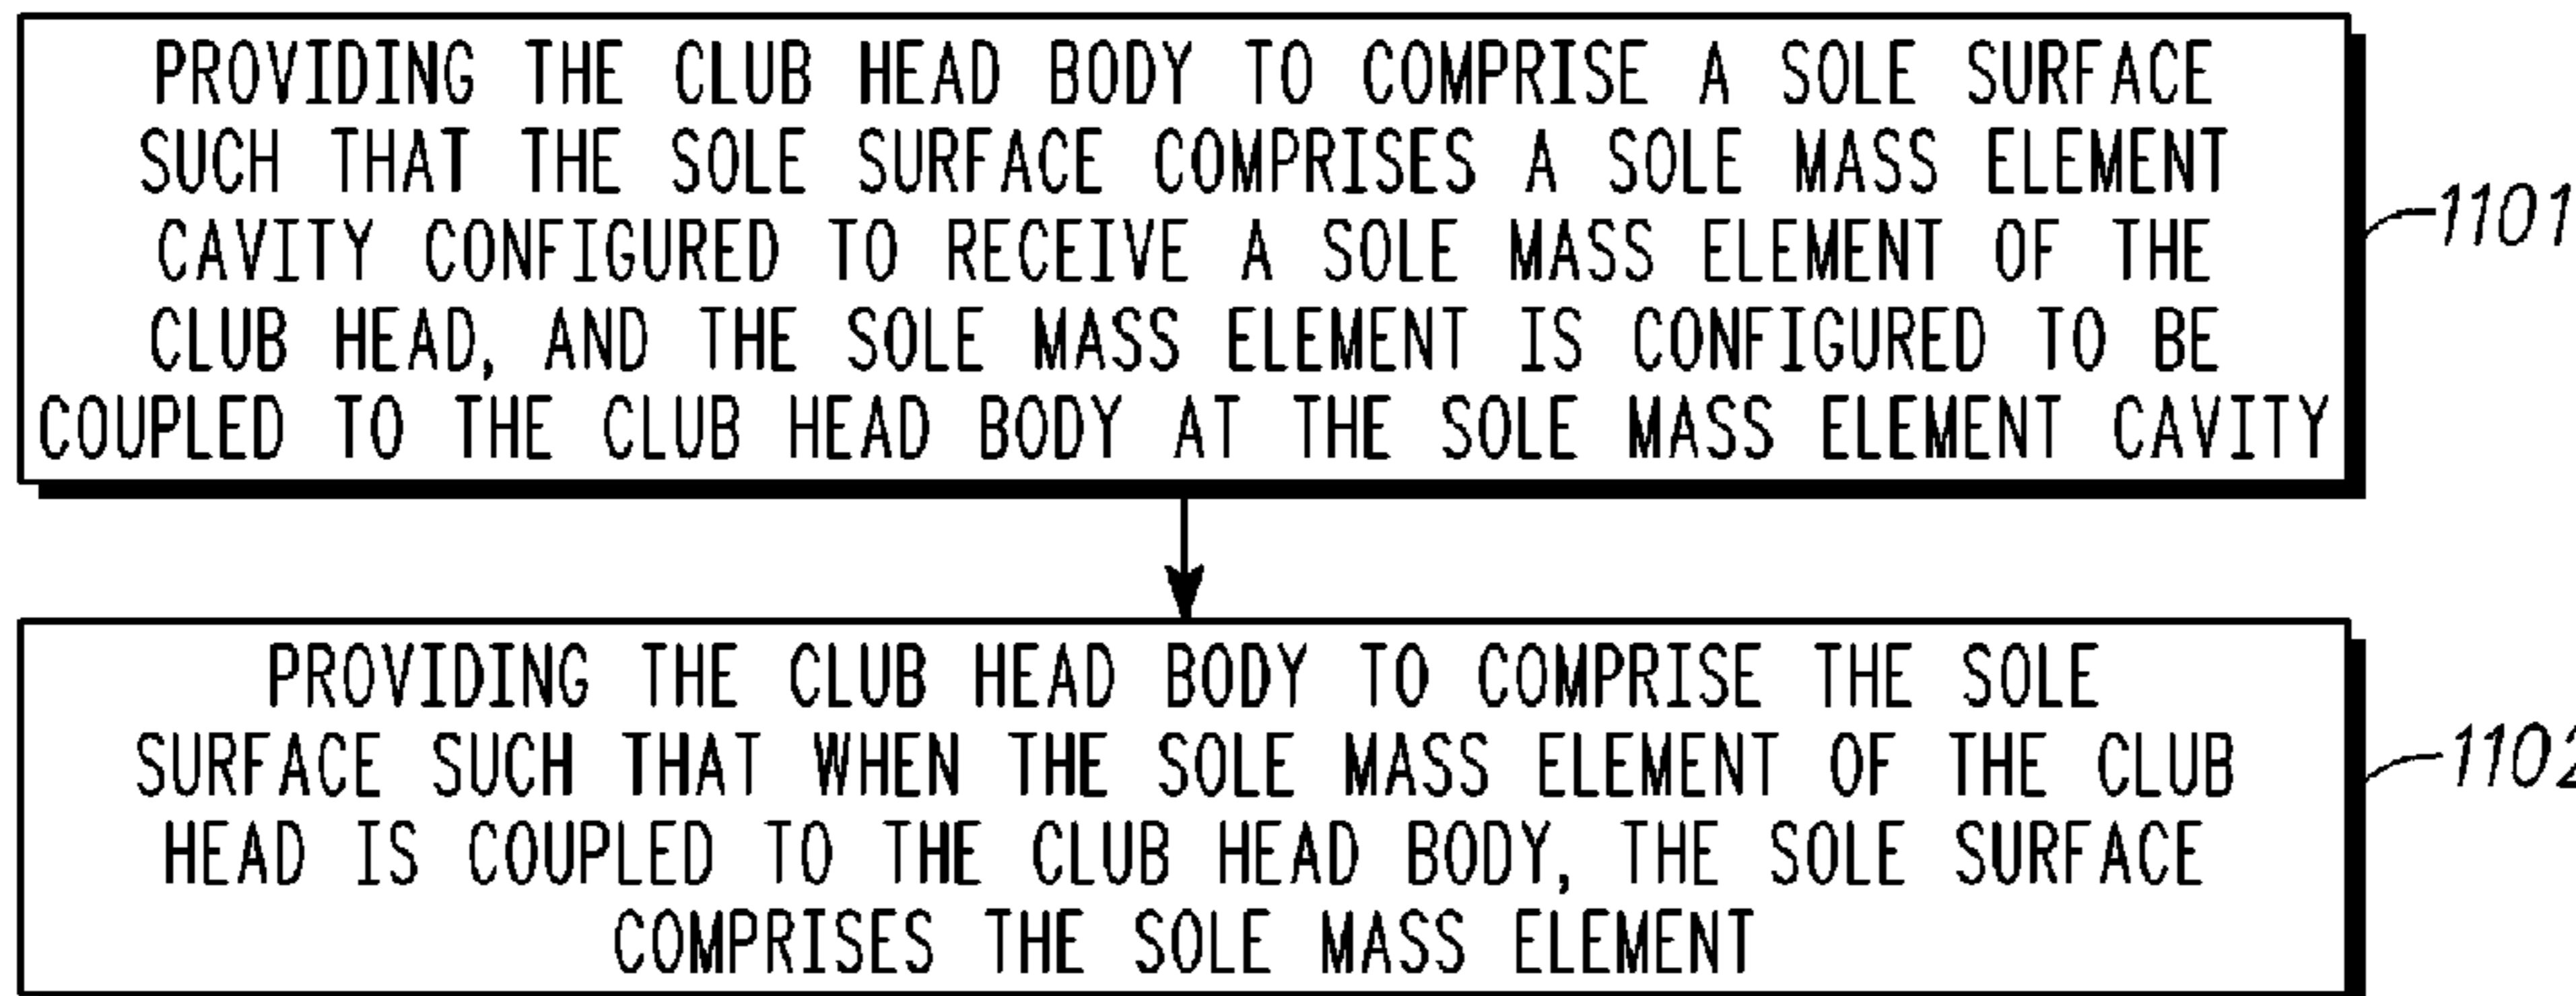 PROVIDING THE CLUB HEAD BODY TO COMPRISE A SOLE SURFACE
SUCH THAT THE SOLE SURFACE COMPRISES A SOLE MASS ELEMENT
CAVITY CONFIGURED TO RECEIVE A SOLE MASS ELEMENT OF THE
CLUB HEAD, AND THE SOLE MASS ELEMENT IS CONFIGURED TO BE
COUPLED TO THE CLUB HEAD BODY AT THE SOLE MASS ELEMENT CAVITY
1101
PROVIDING THE CLUB HEAD BODY TO COMPRISE THE SOLE
SURFACE SUCH THAT WHEN THE SOLE MASS ELEMENT OF THE CLUB
HEAD IS COUPLED TO THE CLUB HEAD BODY, THE SOLE SURFACE
COMPRISES THE SOLE MASS ELEMENT
1102